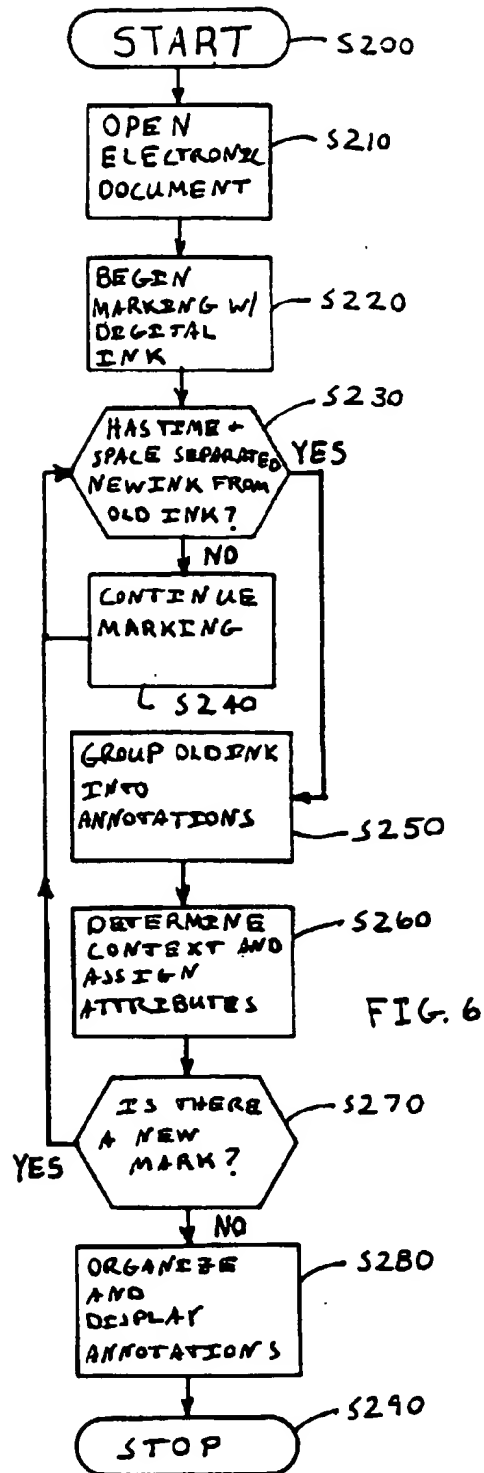 START
S200
OPEN
ELECTRONIC
DOCUMENT
S210
BEGIN
MARKING W/
DIGITAL
INK
S220
S230
HAS TIME +
SPACE SEPARATED
NEW INK FROM
OLD INK?
YES
NO
CONTINUE
MARKING
S240
GROUP OLD INK
INTO
ANNOTATIONS
S250
DETERMINE
CONTEXT AND
ASSIGN
ATTRIBUTES
S260
FIG. 6
IS THERE
A NEW
MARK?
S270
YES
NO
ORGANIZE
AND
DISPLAY
ANNOTATIONS
S280
STOP
S290